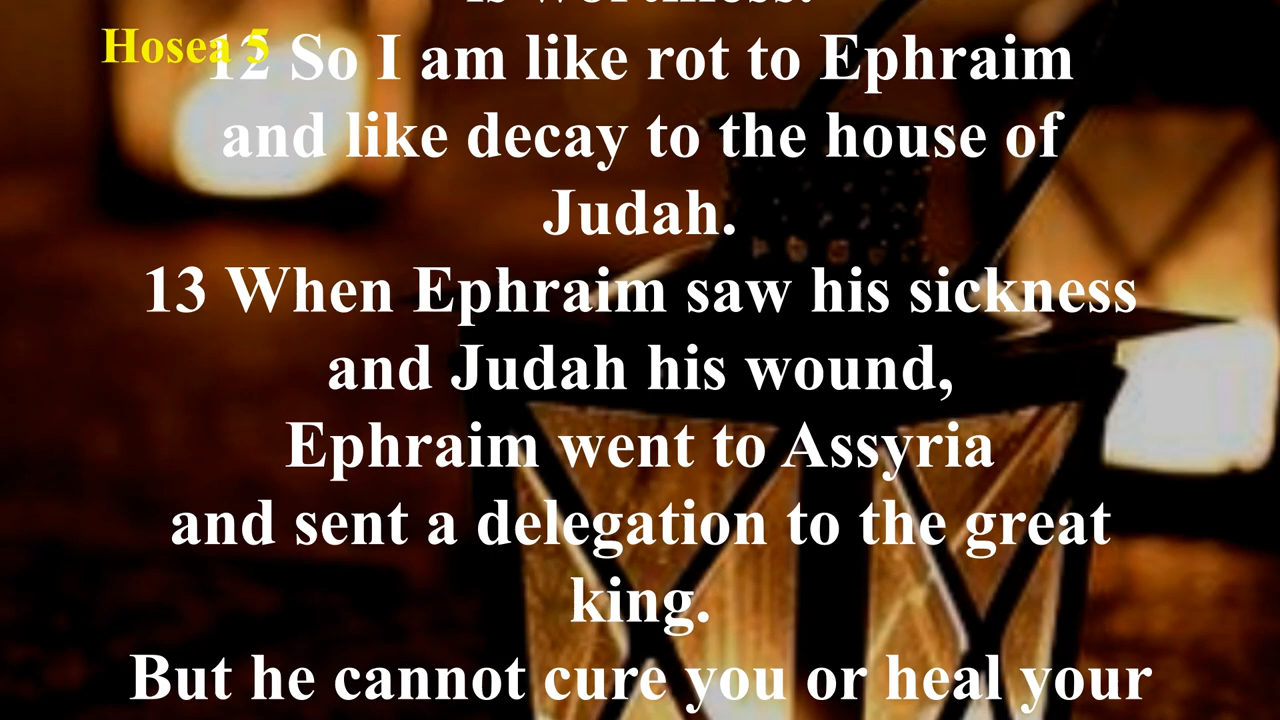 is worthless.
Hosea 5
12 So I am like rot to Ephraim
and like decay to the house of
Judah.
13 When Ephraim saw his sickness
and Judah his wound,
Ephraim went to Assyria
and sent a delegation to the great
king.
But he cannot cure you or heal your